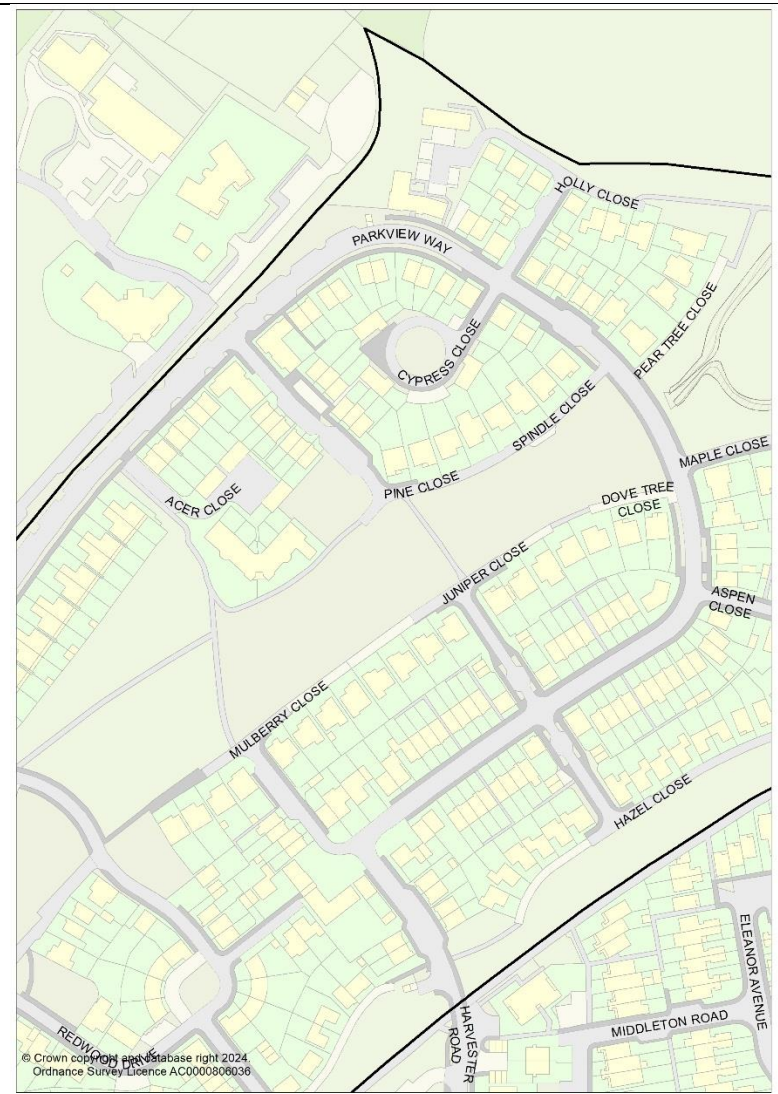 HOLLY CLOSE
PARKVIEW WAY
PEAR TREE CLOSE
CYPRESS CLOSE
SPINDLE CLOSE
MAPLE CLOSE
PINE CLOSE
ACER CLOSE
DOVE TREE
CLOSE
JUNIPER CLOSE
ASPEN
CLOSE
MULBERRY CLOSE
HAZEL CLOSE
ELEANOR AVENUE
HARVESTER
ROAD
MIDDLETON ROAD
REDWOOD DRIVE
© Crown copyright and database right 2024.
Ordnance Survey Licence AC0000806036